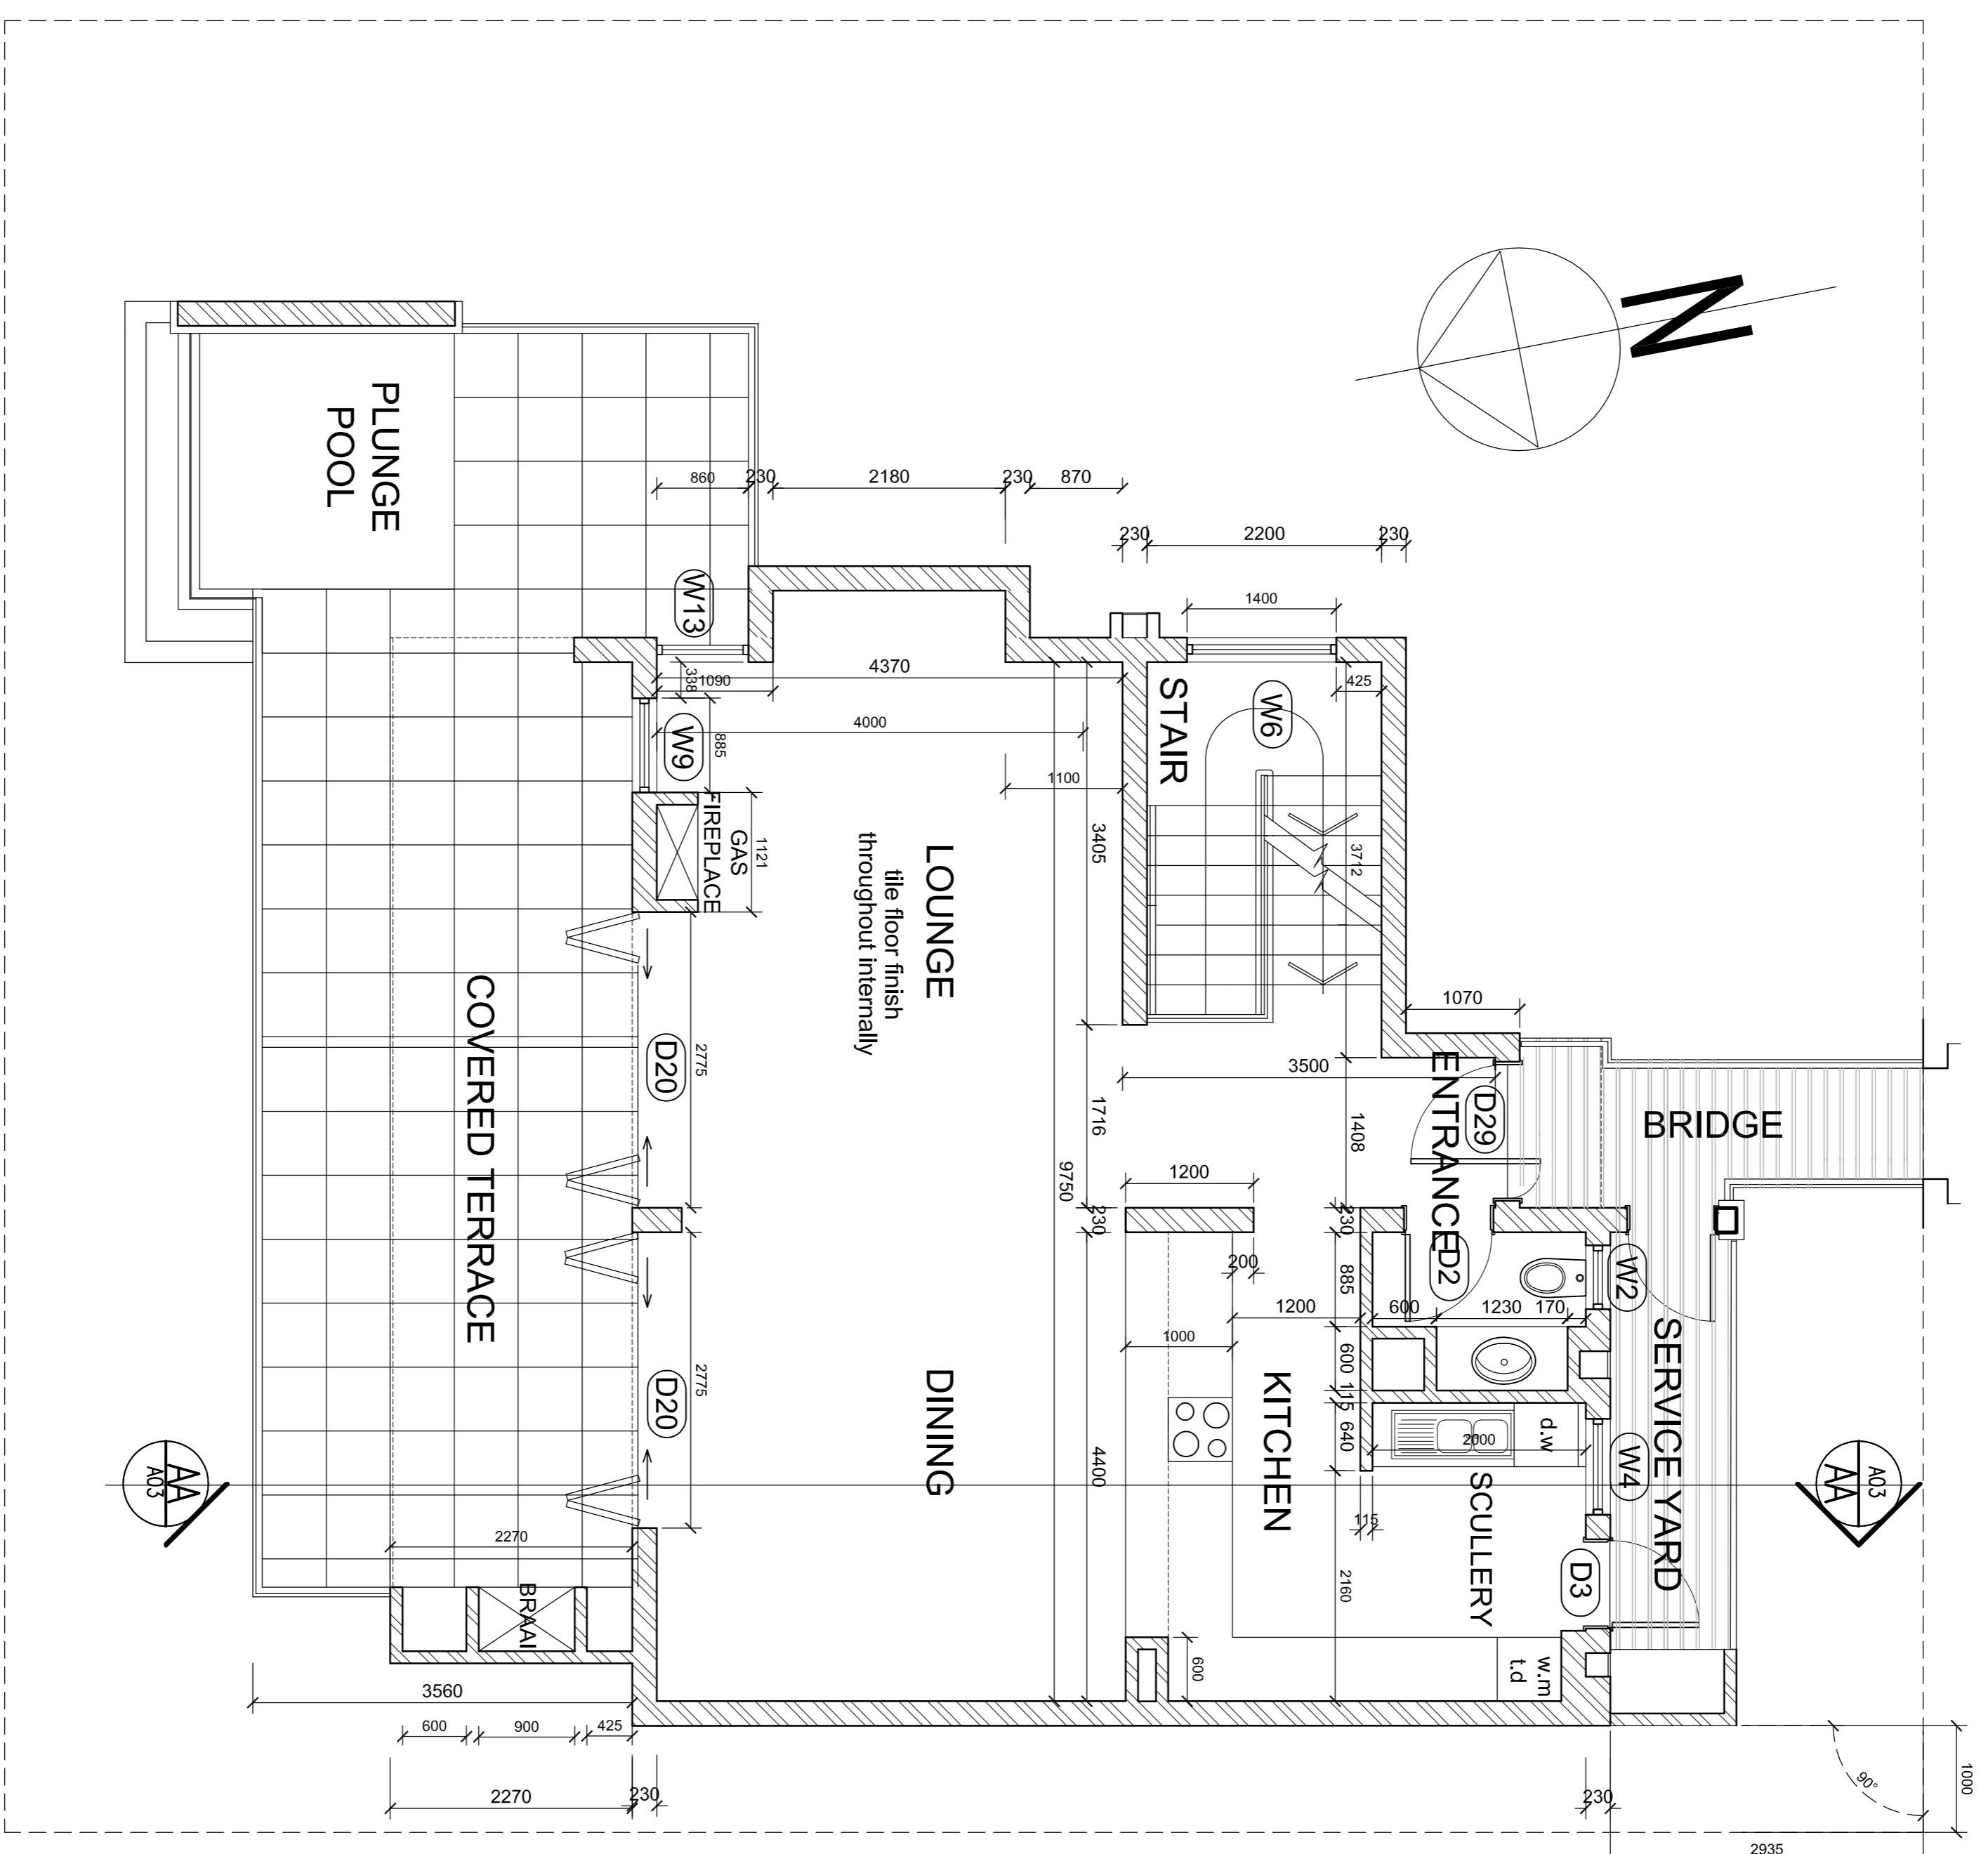 N
PLUNGE
POOL
860
230
2180
230
870
230
2200
230
1400
W13
4370
338
1090
425
STAIR
W6
W9
885
4000
1100
FIREPLACE
GAS
1121
3405
3712
LOUNGE
tile floor finish
throughout internally
COVERED TERRACE
D20
2775
1070
3500
ENTRANCE
D29
BRIDGE
1716
1408
9750
1200
230
230
200
D2
W2
885
1200
600
1230
170
1000
600
115
640
SERVICE YARD
D20
2775
DINING
KITCHEN
d.w
2000
W4
4400
SCULLERY
115
AA
A03
A03
AA
2270
2160
D3
BRAAI
600
w.m
t.d
3560
600
900
425
2270
230
230
90°
1000
2935